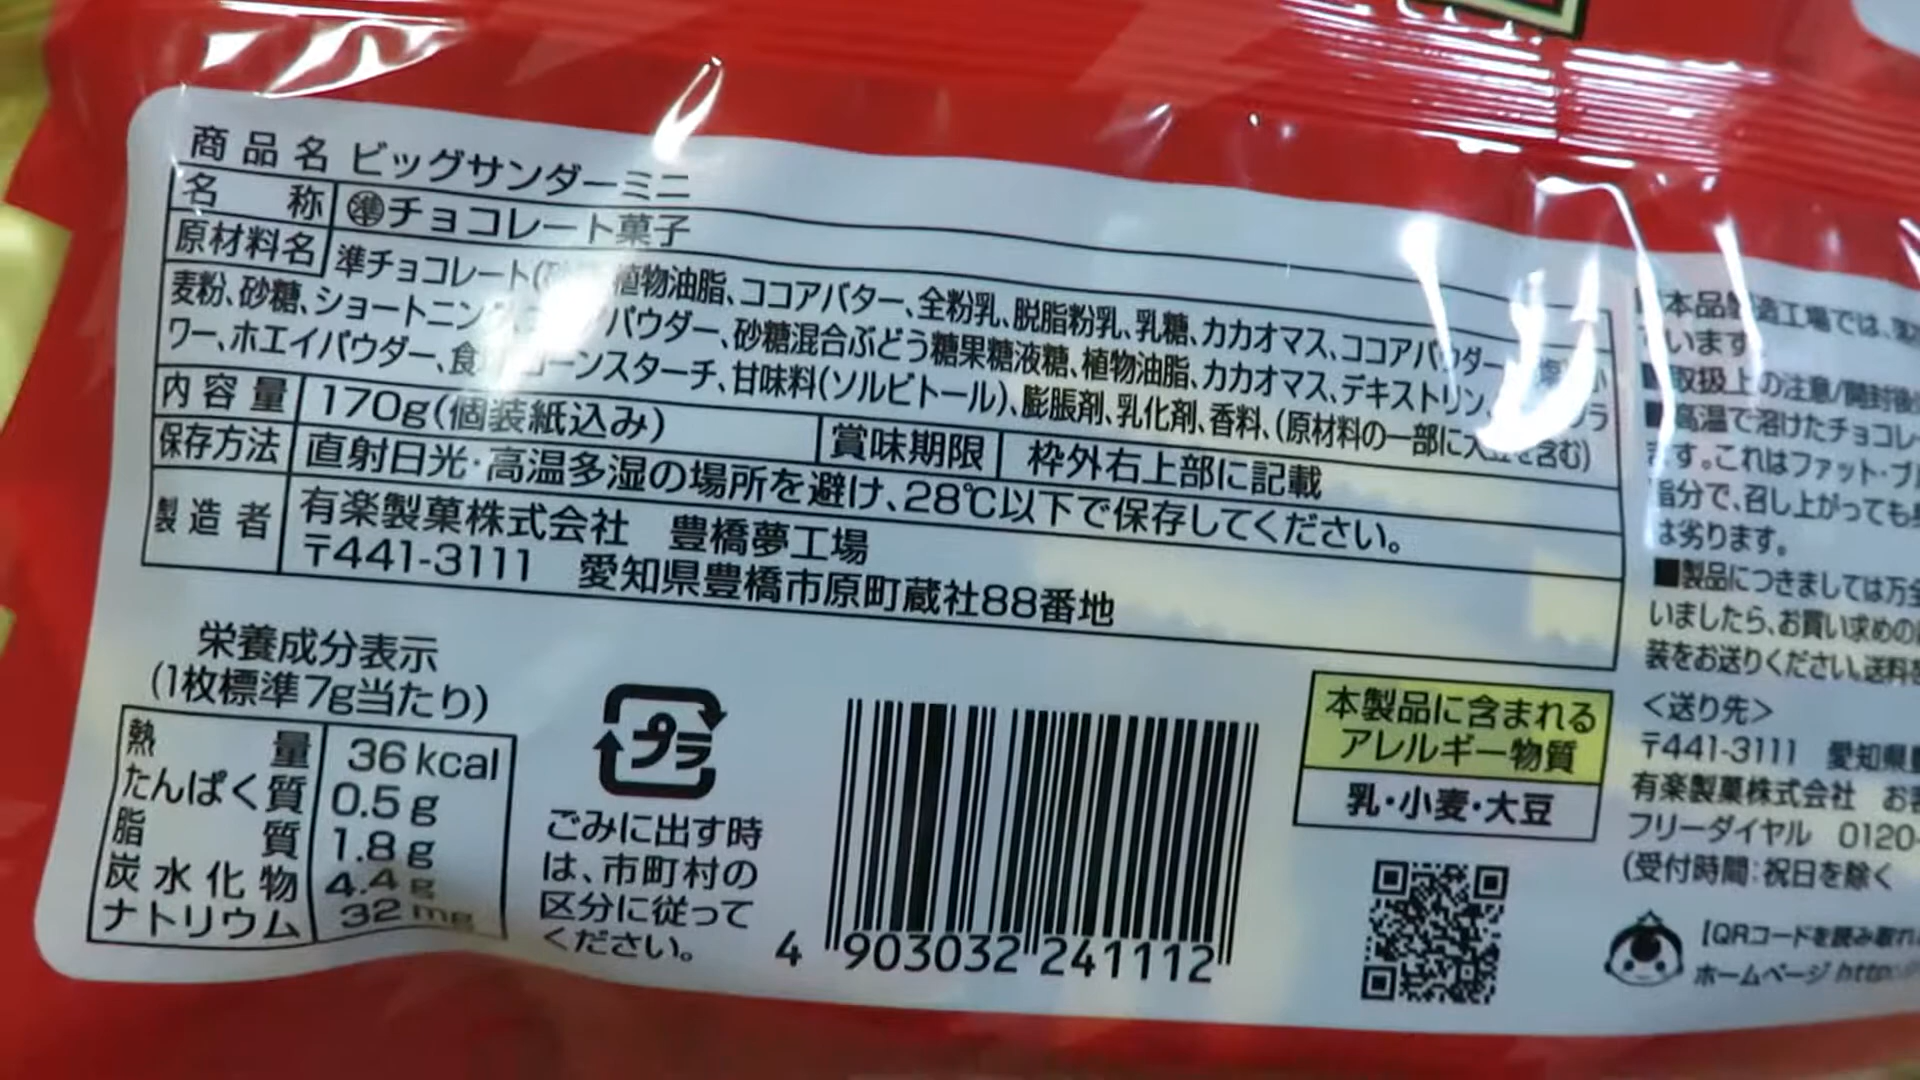 商品名 ビッグサンダーミニ
名称 ㊜チョコレート菓子
原材料名 準チョコレート( 植物油脂、ココアバター、全粉乳、脱脂粉乳、乳糖、カカオマス、ココアパウダー
麦粉、砂糖、ショートニング パウダー、砂糖混合ぶどう糖果糖液糖、植物油脂、カカオマス、デキストリン、
ワー、ホエイパウダー、食 コーンスターチ、甘味料(ソルビトール)、膨脹剤、乳化剤、香料、(原材料の一部に大豆を含む)
内容量 170g(個装紙込み) 賞味期限 枠外右上部に記載
保存方法 直射日光・高温多湿の場所を避け、28℃以下で保存してください。
製造者 有楽製菓株式会社 豊橋夢工場
〒441-3111 愛知県豊橋市原町蔵社88番地
栄養成分表示
(1枚標準7g当たり)
熱量 36kcal
たんぱく質 0.5g
脂質 1.8g
炭水化物 4.4g
ナトリウム 32mg
プラ
ごみに出す時
は、市町村の
区分に従って
ください。
4 903032 241112
本製品に含まれる
アレルギー物質
乳・小麦・大豆
本品製造工場では、
います
取扱上の注意/開封後
■高温で溶けたチョコレ
ます。これはファット・ブ
脂分で、召し上がっても
は劣ります。
■製品につきましては万全
いましたら、お買い求めの
装をお送りください。送料
<送り先>
〒441-3111 愛知県
有楽製菓株式会社 お
フリーダイヤル 0120-
(受付時間:祝日を除く
[QRコードを読み取れ
ホームページ http:/